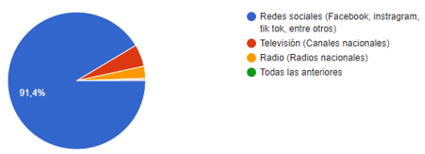 Redes sociales (Facebook, instragram,
tik tok, entre otros)
Televisión (Canales nacionales)
Radio (Radios nacionales)
Todas las anteriores
91,4%